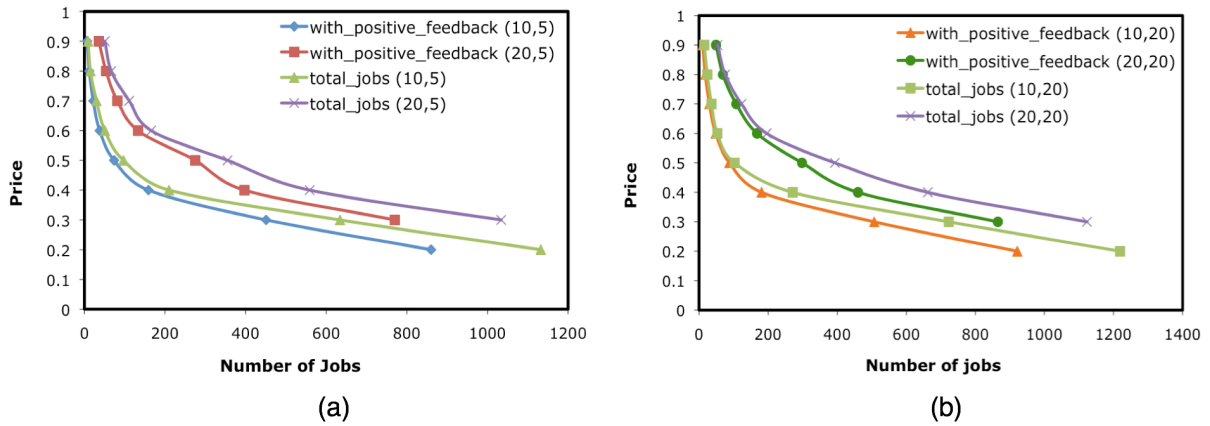 1
0.9
0.8
0.7
0.6
0.5
0.4
0.3
0.2
0.1
0
Price
0 200 400 600 800 1000 1200
Number of Jobs
with_positive_feedback (10,5)
with_positive_feedback (20,5)
total_jobs (10,5)
total_jobs (20,5)
(a)
1
0.9
0.8
0.7
0.6
0.5
0.4
0.3
0.2
0.1
0
Price
0 200 400 600 800 1000 1200 1400
Number of jobs
with_positive_feedback (10,20)
with_positive_feedback (20,20)
total_jobs (10,20)
total_jobs (20,20)
(b)